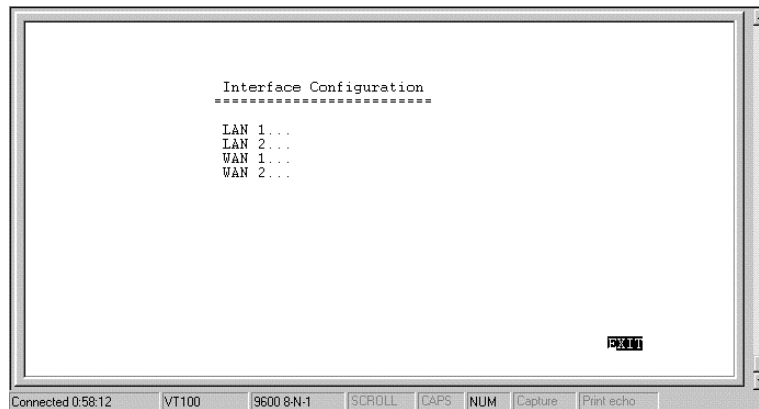 Interface Configuration
=========================
LAN 1...
LAN 2...
WAN 1...
WAN 2...
EXIT
Connected 0:58:12 VT100 9600 8-N-1 SCROLL CAPS NUM Capture Print echo